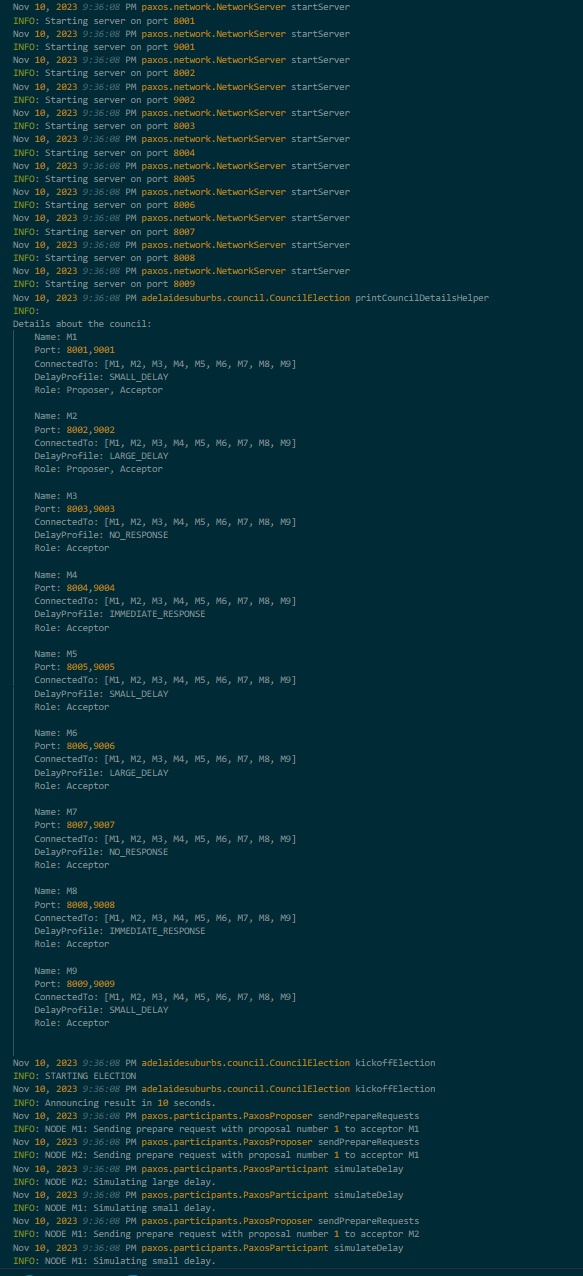 Nov 10, 2023 9:36:08 PM paxos.network.NetworkServer startServer
INFO: Starting server on port 8001
Nov 10, 2023 9:36:08 PM paxos.network.NetworkServer startServer
INFO: Starting server on port 9001
Nov 10, 2023 9:36:08 PM paxos.network.NetworkServer startServer
INFO: Starting server on port 8002
Nov 10, 2023 9:36:08 PM paxos.network.NetworkServer startServer
INFO: Starting server on port 9002
Nov 10, 2023 9:36:08 PM paxos.network.NetworkServer startServer
INFO: Starting server on port 8003
Nov 10, 2023 9:36:08 PM paxos.network.NetworkServer startServer
INFO: Starting server on port 8004
Nov 10, 2023 9:36:08 PM paxos.network.NetworkServer startServer
INFO: Starting server on port 8005
Nov 10, 2023 9:36:08 PM paxos.network.NetworkServer startServer
INFO: Starting server on port 8006
Nov 10, 2023 9:36:08 PM paxos.network.NetworkServer startServer
INFO: Starting server on port 8007
Nov 10, 2023 9:36:08 PM paxos.network.NetworkServer startServer
INFO: Starting server on port 8008
Nov 10, 2023 9:36:08 PM paxos.network.NetworkServer startServer
INFO: Starting server on port 8009
Nov 10, 2023 9:36:08 PM adelaidesuburbs.council.CouncilElection printCouncilDetailsHelper
INFO:
Details about the council:
Name: M1
Port: 8001,9001
ConnectedTo: [M1, M2, M3, M4, M5, M6, M7, M8, M9]
DelayProfile: SMALL_DELAY
Role: Proposer, Acceptor
Name: M2
Port: 8002,9002
ConnectedTo: [M1, M2, M3, M4, M5, M6, M7, M8, M9]
DelayProfile: LARGE_DELAY
Role: Proposer, Acceptor
Name: M3
Port: 8003,9003
ConnectedTo: [M1, M2, M3, M4, M5, M6, M7, M8, M9]
DelayProfile: NO_RESPONSE
Role: Acceptor
Name: M4
Port: 8004,9004
ConnectedTo: [M1, M2, M3, M4, M5, M6, M7, M8, M9]
DelayProfile: IMMEDIATE_RESPONSE
Role: Acceptor
Name: M5
Port: 8005,9005
ConnectedTo: [M1, M2, M3, M4, M5, M6, M7, M8, M9]
DelayProfile: SMALL_DELAY
Role: Acceptor
Name: M6
Port: 8006,9006
ConnectedTo: [M1, M2, M3, M4, M5, M6, M7, M8, M9]
DelayProfile: LARGE_DELAY
Role: Acceptor
Name: M7
Port: 8007,9007
ConnectedTo: [M1, M2, M3, M4, M5, M6, M7, M8, M9]
DelayProfile: NO_RESPONSE
Role: Acceptor
Name: M8
Port: 8008,9008
ConnectedTo: [M1, M2, M3, M4, M5, M6, M7, M8, M9]
DelayProfile: IMMEDIATE_RESPONSE
Role: Acceptor
Name: M9
Port: 8009,9009
ConnectedTo: [M1, M2, M3, M4, M5, M6, M7, M8, M9]
DelayProfile: SMALL_DELAY
Role: Acceptor
Nov 10, 2023 9:36:08 PM adelaidesuburbs.council.CouncilElection kickoffElection
INFO: STARTING ELECTION
Nov 10, 2023 9:36:08 PM adelaidesuburbs.council.CouncilElection kickoffElection
INFO: Announcing result in 10 seconds.
Nov 10, 2023 9:36:08 PM paxos.participants.PaxosProposer sendPrepareRequests
INFO: NODE M1: Sending prepare request with proposal number 1 to acceptor M1
Nov 10, 2023 9:36:08 PM paxos.participants.PaxosProposer sendPrepareRequests
INFO: NODE M2: Sending prepare request with proposal number 1 to acceptor M1
Nov 10, 2023 9:36:08 PM paxos.participants.PaxosParticipant simulateDelay
INFO: NODE M2: Simulating large delay.
Nov 10, 2023 9:36:08 PM paxos.participants.PaxosParticipant simulateDelay
INFO: NODE M1: Simulating small delay.
Nov 10, 2023 9:36:08 PM paxos.participants.PaxosProposer sendPrepareRequests
INFO: NODE M1: Sending prepare request with proposal number 1 to acceptor M2
Nov 10, 2023 9:36:08 PM paxos.participants.PaxosParticipant simulateDelay
INFO: NODE M1: Simulating small delay.